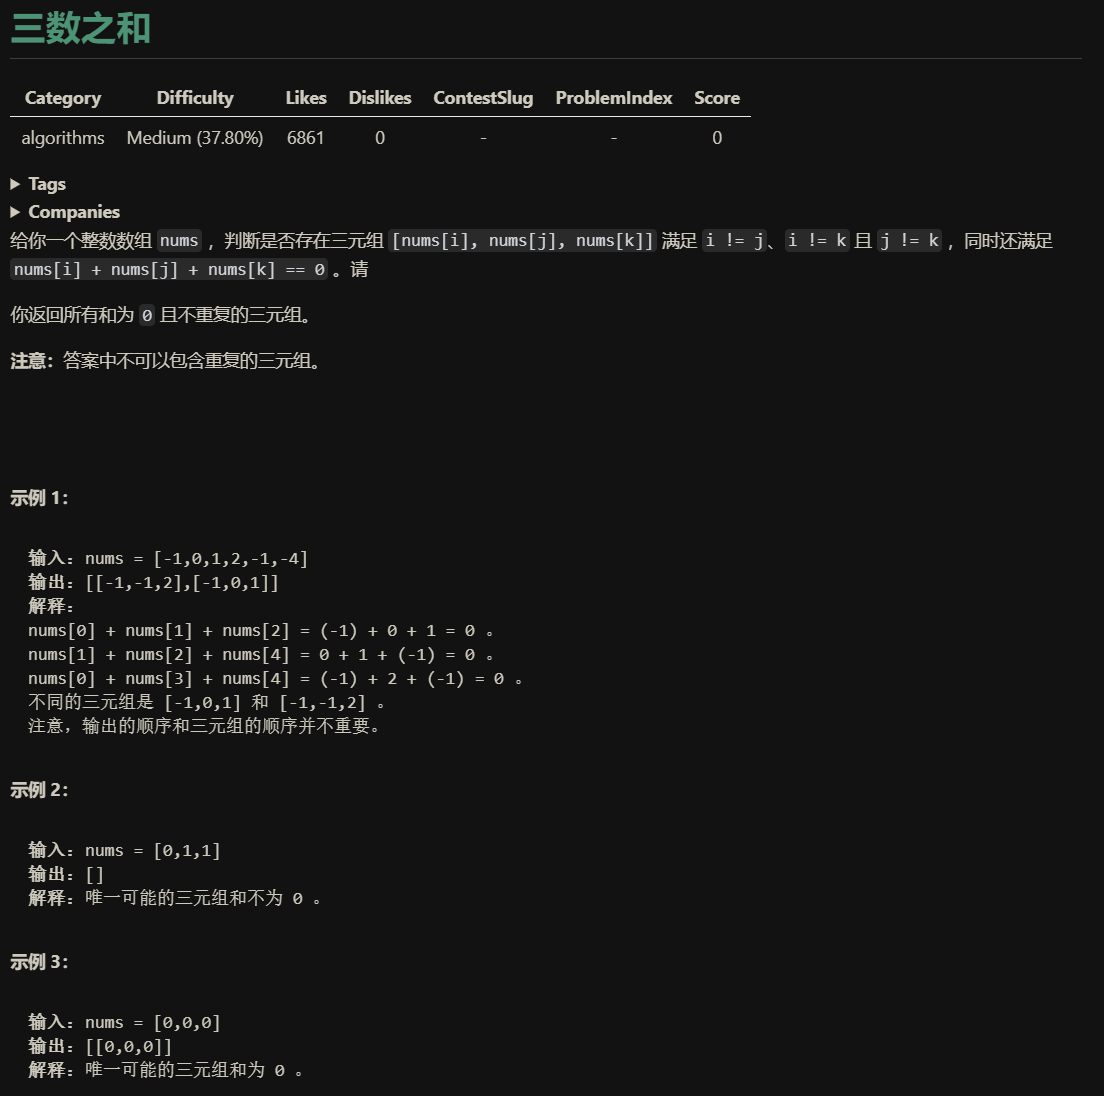 三数之和
Category Difficulty Likes Dislikes ContestSlug ProblemIndex Score
algorithms Medium (37.80%) 6861 0 - - 0
▶ Tags
▶ Companies
给你一个整数数组 nums ，判断是否存在三元组 [nums[i], nums[j], nums[k]] 满足 i != j、i != k 且 j != k ，同时还满足
nums[i] + nums[j] + nums[k] == 0 。请
你返回所有和为 0 且不重复的三元组。
注意：答案中不可以包含重复的三元组。
示例 1：
输入：nums = [-1,0,1,2,-1,-4]
输出：[[-1,-1,2],[-1,0,1]]
解释：
nums[0] + nums[1] + nums[2] = (-1) + 0 + 1 = 0 。
nums[1] + nums[2] + nums[4] = 0 + 1 + (-1) = 0 。
nums[0] + nums[3] + nums[4] = (-1) + 2 + (-1) = 0 。
不同的三元组是 [-1,0,1] 和 [-1,-1,2] 。
注意，输出的顺序和三元组的顺序并不重要。
示例 2：
输入：nums = [0,1,1]
输出：[]
解释：唯一可能的三元组和不为 0 。
示例 3：
输入：nums = [0,0,0]
输出：[[0,0,0]]
解释：唯一可能的三元组和为 0 。